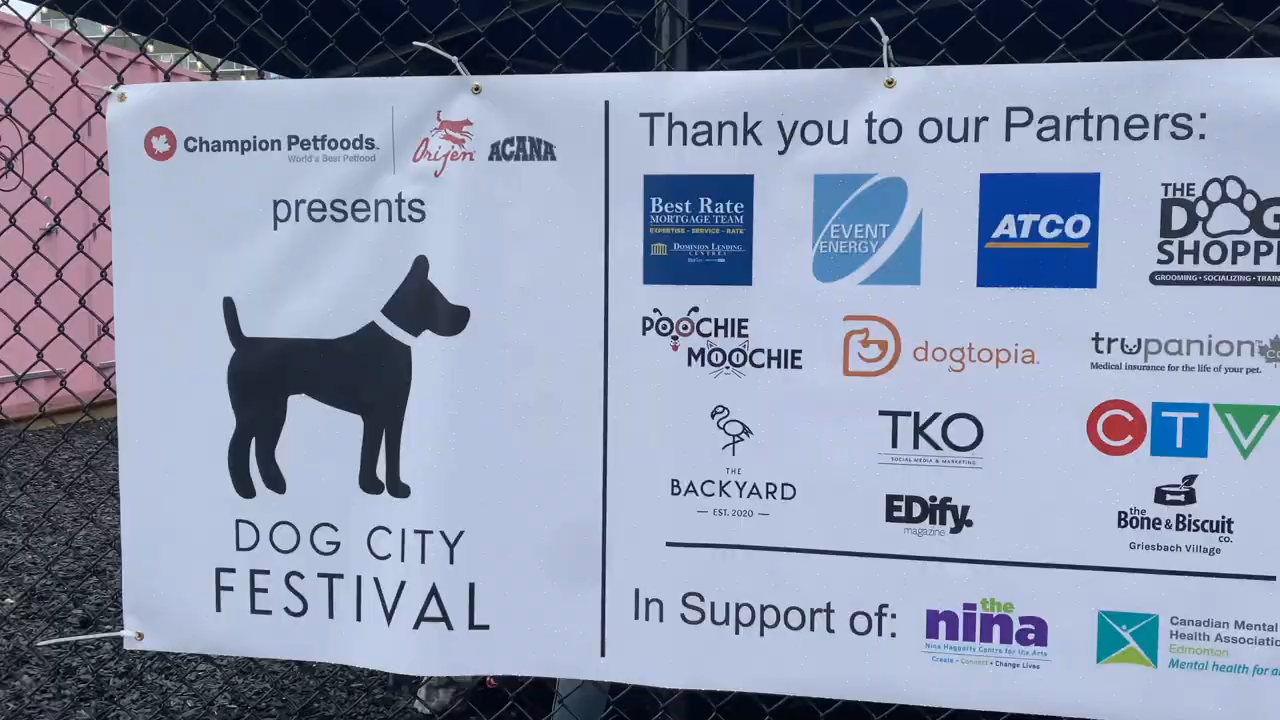 Champion Petfoods
World's Best Petfood
Orijen
ACANA
presents
DOG CITY
FESTIVAL
Thank you to our Partners:
Best Rate
MORTGAGE TEAM
EXPERTISE - SERVICE - RATE
DOMINION LENDING
CENTRES
EVENT
ENERGY
ATCO
THE
DOG
SHOPPE
GROOMING • SOCIALIZING • TRAIN
POOCHIE
MOOCHIE
dogtopia
trupanion
Medical insurance for the life of your pet.
THE
BACKYARD
— EST. 2020 —
TKO
SOCIAL MEDIA & MARKETING
CTV
EDify.
magazine
the
Bone & Biscuit
co.
Griesbach Village
In Support of:
the
nina
Nina Haggerty Centre for the Arts
Create • Connect • Change Lives
Canadian Mental
Health Associatio
Edmonton
Mental health for a